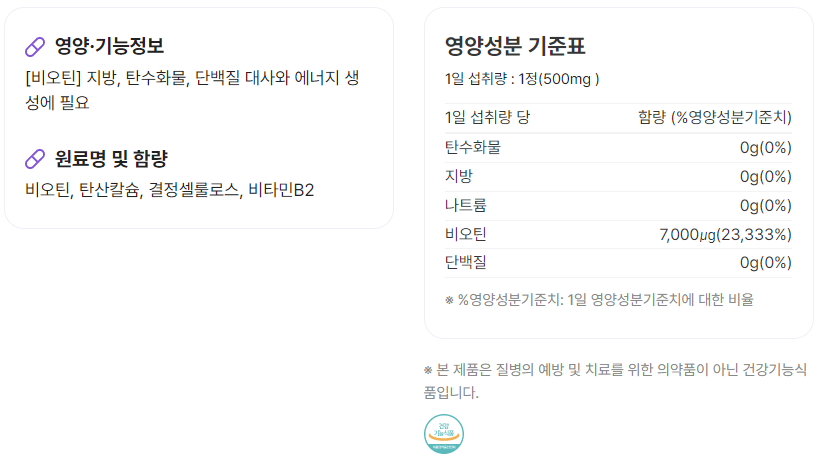 영양·기능정보
[비오틴] 지방, 탄수화물, 단백질 대사와 에너지 생
성에 필요
원료명 및 함량
비오틴, 탄산칼슘, 결정셀룰로스, 비타민B2
영양성분 기준표
1일 섭취량 : 1정(500mg )
1일 섭취량 당 함량 (%영양성분기준치)
탄수화물 0g(0%)
지방 0g(0%)
나트륨 0g(0%)
비오틴 7,000㎍(23,333%)
단백질 0g(0%)
※ %영양성분기준치: 1일 영양성분기준치에 대한 비율
※ 본 제품은 질병의 예방 및 치료를 위한 의약품이 아닌 건강기능식
품입니다.
건강
기능식품